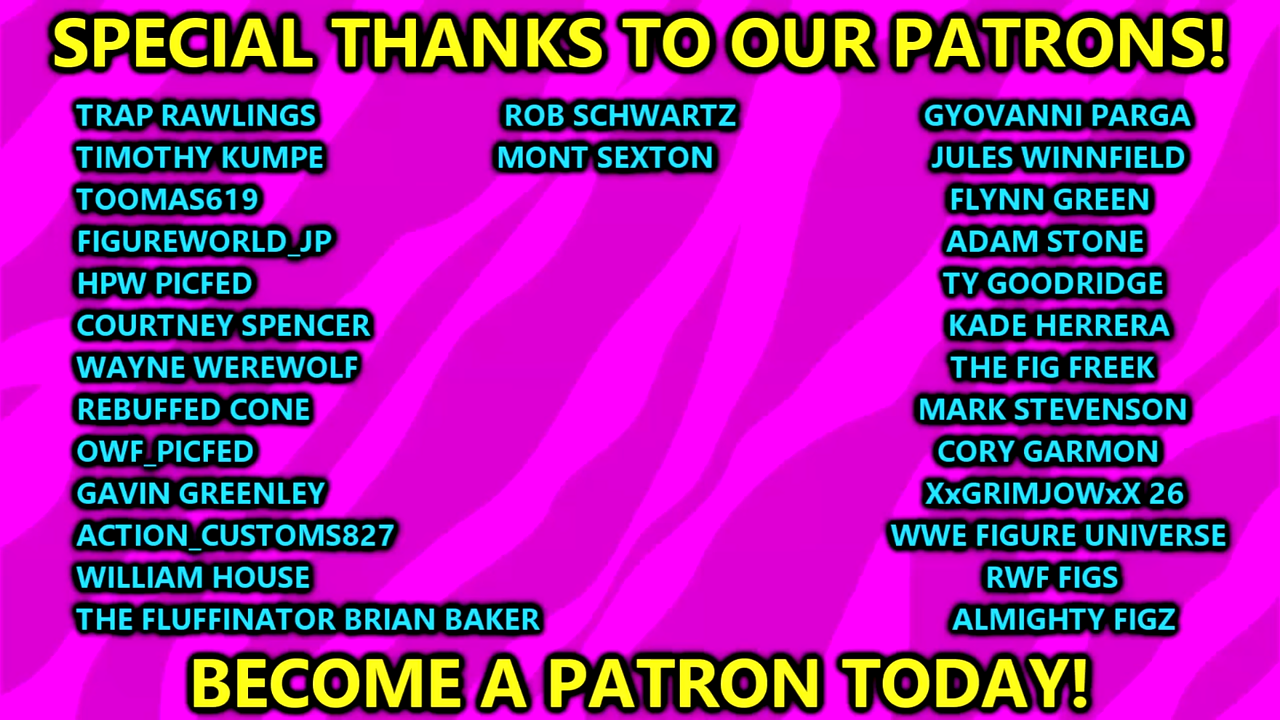 SPECIAL THANKS TO OUR PATRONS!
TRAP RAWLINGS
TIMOTHY KUMPE
TOOMAS619
FIGUREWORLD_JP
HPW PICFED
COURTNEY SPENCER
WAYNE WEREWOLF
REBUFFED CONE
OWF_PICFED
GAVIN GREENLEY
ACTION_CUSTOMS827
WILLIAM HOUSE
THE FLUFFINATOR BRIAN BAKER
ROB SCHWARTZ
MONT SEXTON
GYOVANNI PARGA
JULES WINNFIELD
FLYNN GREEN
ADAM STONE
TY GOODRIDGE
KADE HERRERA
THE FIG FREEK
MARK STEVENSON
CORY GARMON
XxGRIMJOWxX 26
WWE FIGURE UNIVERSE
RWF FIGS
ALMIGHTY FIGZ
BECOME A PATRON TODAY!